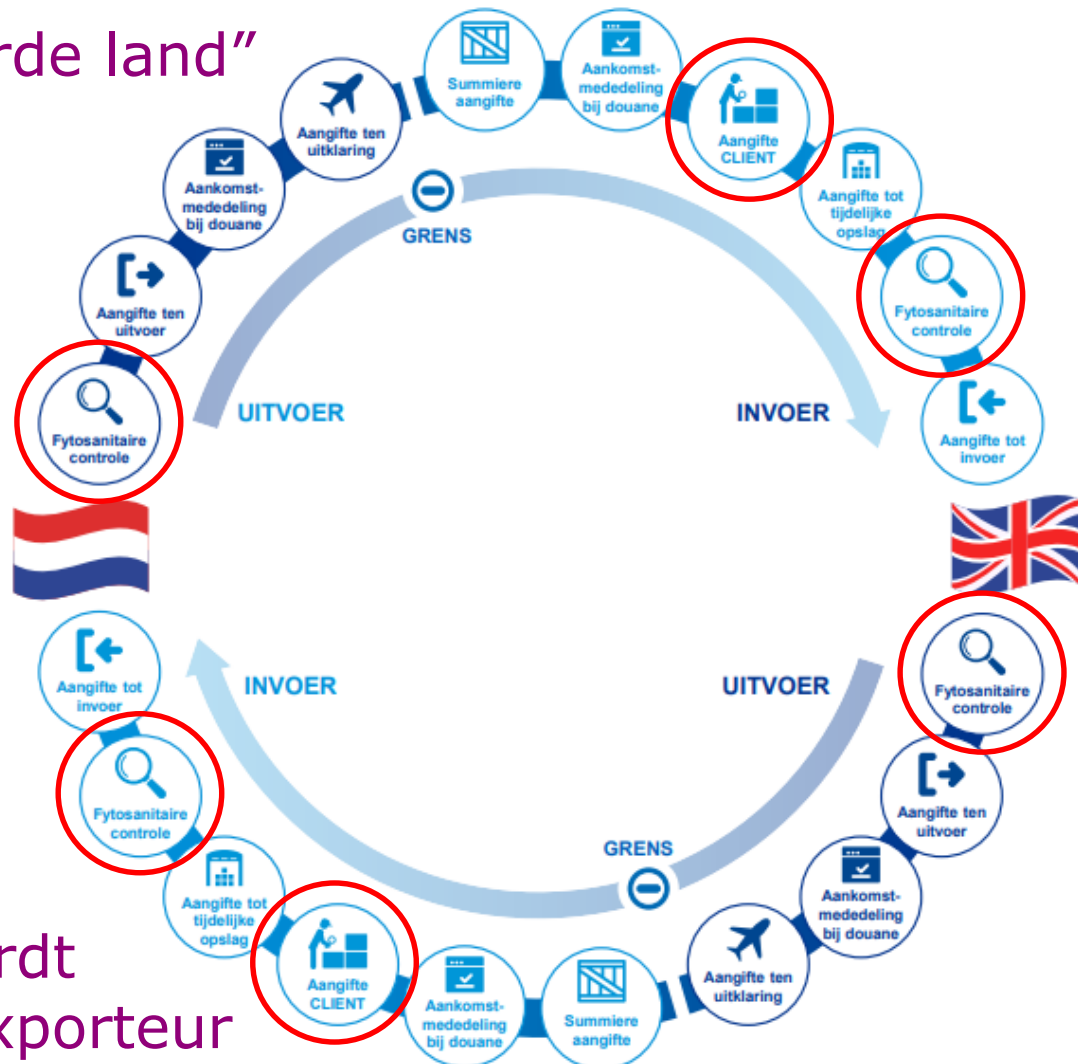 rde land”
Summiere
aangifte
Aankomst-
mededeling
bij douane
Aangifte
CLIENT
Aangifte tot
tijdelijke
opslag
Fytosanitaire
controle
Aangifte tot
invoer
Aangifte ten
uitklaring
Aankomst-
mededeling
bij douane
Aangifte ten
uitvoer
Fytosanitaire
controle
GRENS
UITVOER
INVOER
INVOER
UITVOER
GRENS
Fytosanitaire
controle
Aangifte ten
uitvoer
Aankomst-
mededeling
bij douane
Aangifte ten
uitklaring
Summiere
aangifte
Aankomst-
mededeling
bij douane
Aangifte
CLIENT
Aangifte tot
tijdelijke
opslag
Fytosanitaire
controle
Aangifte tot
invoer
rdt
xporteur